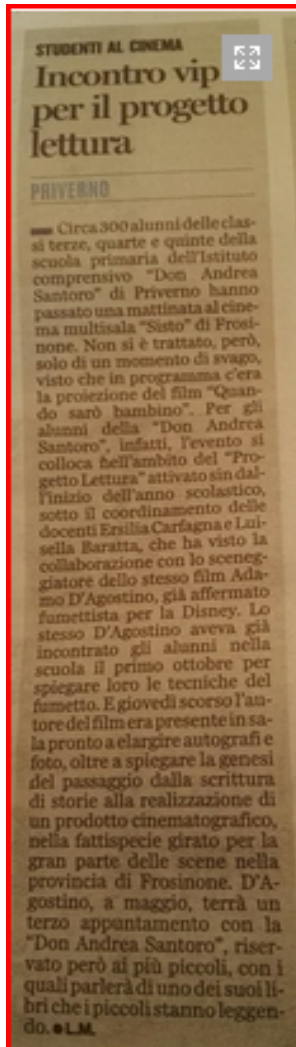 STUDENTI AL CINEMA
Incontro vip
per il progetto
lettura
PRIVERNO
Circa 300 alunni delle clas-
si terze, quarte e quinte della
scuola primaria dell'Istituto
comprensivo "Don Andrea
Santoro" di Priverno hanno
passato una mattinata al cine-
ma multisala "Sisto" di Frosi-
none. Non si è trattato, però,
solo di un momento di svago,
visto che in programma c'era
la proiezione del film "Quan-
do sarò bambino". Per gli
alunni della "Don Andrea
Santoro", infatti, l'evento si
colloca nell'ambito del "Pro-
getto Lettura" attivato sin dal-
l'inizio dell'anno scolastico,
sotto il coordinamento delle
docenti Ersilia Carfagna e Lui-
sella Baratta, che ha visto la
collaborazione con lo sceneg-
giatore dello stesso film Ada-
mo D'Agostino, già affermato
fumettista per la Disney. Lo
stesso D'Agostino aveva già
incontrato gli alunni nella
scuola il primo ottobre per
spiegare loro le tecniche del
fumetto. E giovedì scorso l'au-
tore del film era presente in sa-
la pronto a elargire autografi e
foto, oltre a spiegare la genesi
del passaggio dalla scrittura
di storie alla realizzazione di
un prodotto cinematografico,
nella fattispecie girato per la
gran parte delle scene nella
provincia di Frosinone. D'A-
gostino, a maggio, terrà un
terzo appuntamento con la
"Don Andrea Santoro", riser-
vato però ai più piccoli, con i
quali parlerà di uno dei suoi li-
bri che i piccoli stanno leggen-
do. ● L.M.